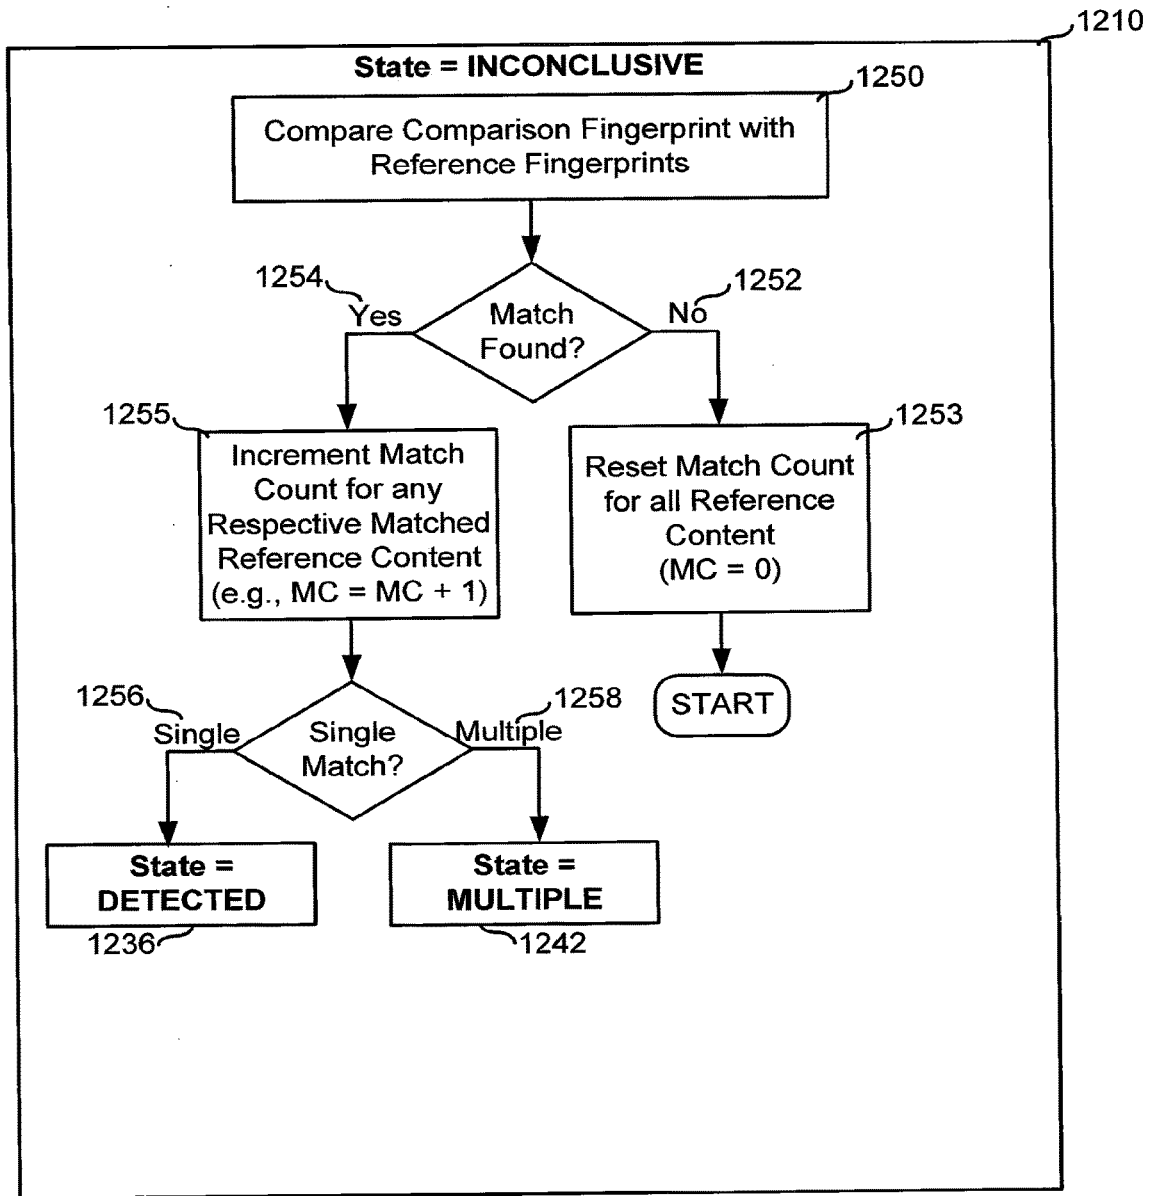 1210
State = INCONCLUSIVE
1250
Compare Comparison Fingerprint with
Reference Fingerprints
1254
Yes
Match
Found?
1252
No
1255
Increment Match
Count for any
Respective Matched
Reference Content
(e.g., MC = MC + 1)
1253
Reset Match Count
for all Reference
Content
(MC = 0)
START
1256
Single
Single
Match?
1258
Multiple
State =
DETECTED
1236
State =
MULTIPLE
1242